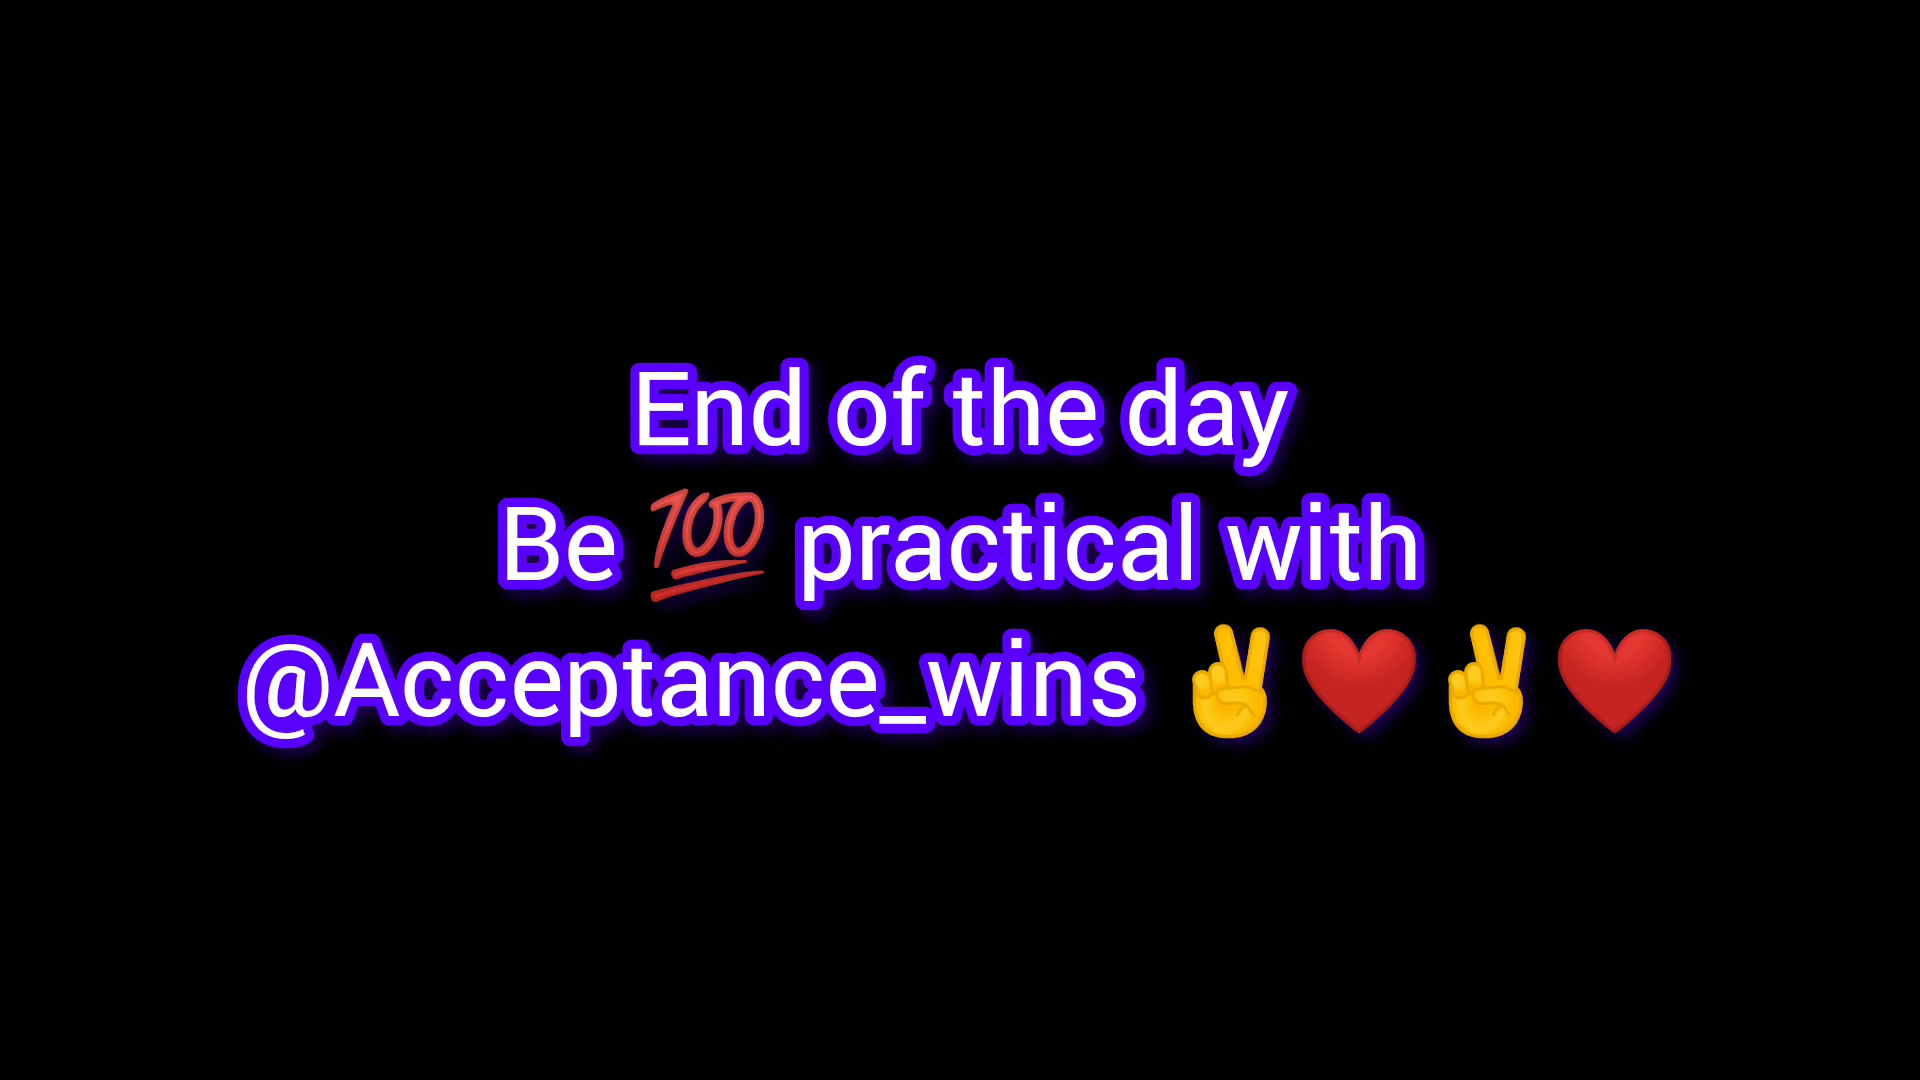 End of the day
Be 💯 practical with
@Acceptance_wins ✌️❤️✌️❤️